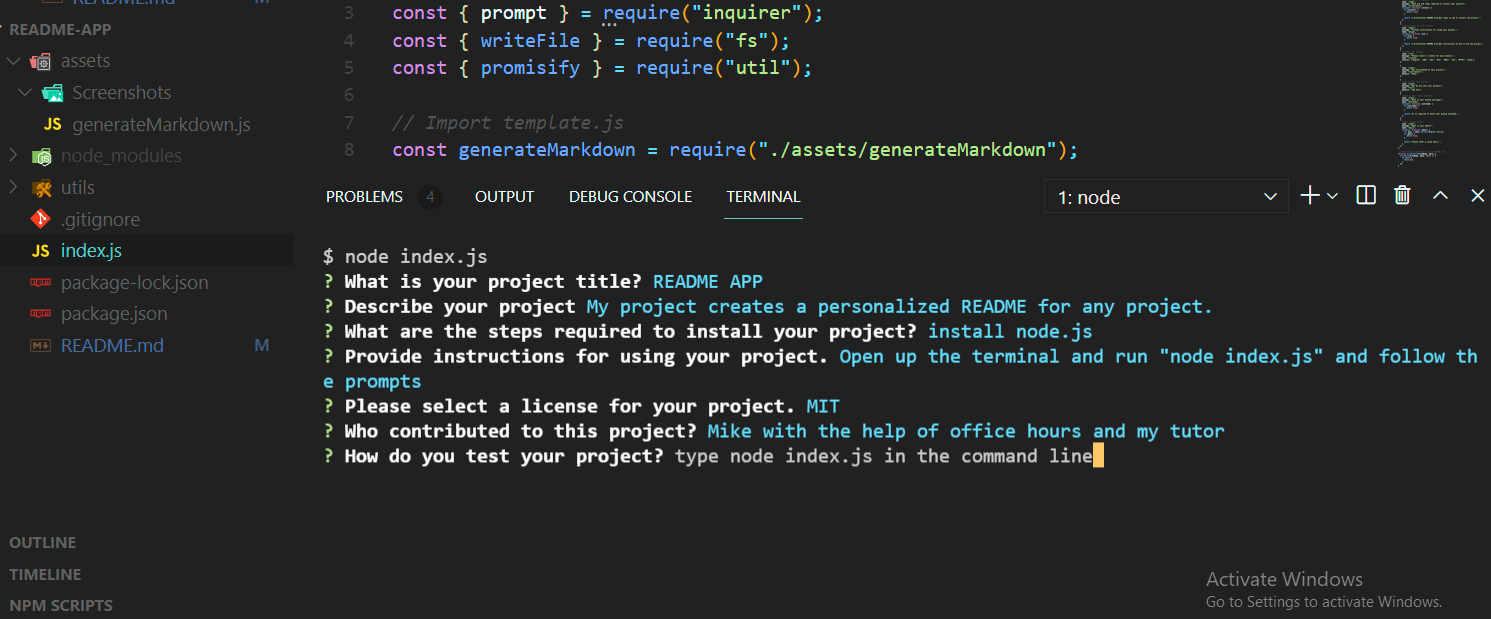 README.md M
README-APP
assets
Screenshots
JS generateMarkdown.js
node_modules
utils
.gitignore
JS index.js
package-lock.json
package.json
README.md M
OUTLINE
TIMELINE
NPM SCRIPTS
3 const { prompt } = require("inquirer");
4 const { writeFile } = require("fs");
5 const { promisify } = require("util");
6
7 // Import template.js
8 const generateMarkdown = require("./assets/generateMarkdown");
PROBLEMS 4 OUTPUT DEBUG CONSOLE TERMINAL 1: node
$ node index.js
? What is your project title? README APP
? Describe your project My project creates a personalized README for any project.
? What are the steps required to install your project? install node.js
? Provide instructions for using your project. Open up the terminal and run "node index.js" and follow th
e prompts
? Please select a license for your project. MIT
? Who contributed to this project? Mike with the help of office hours and my tutor
? How do you test your project? type node index.js in the command line
Activate Windows
Go to Settings to activate Windows.